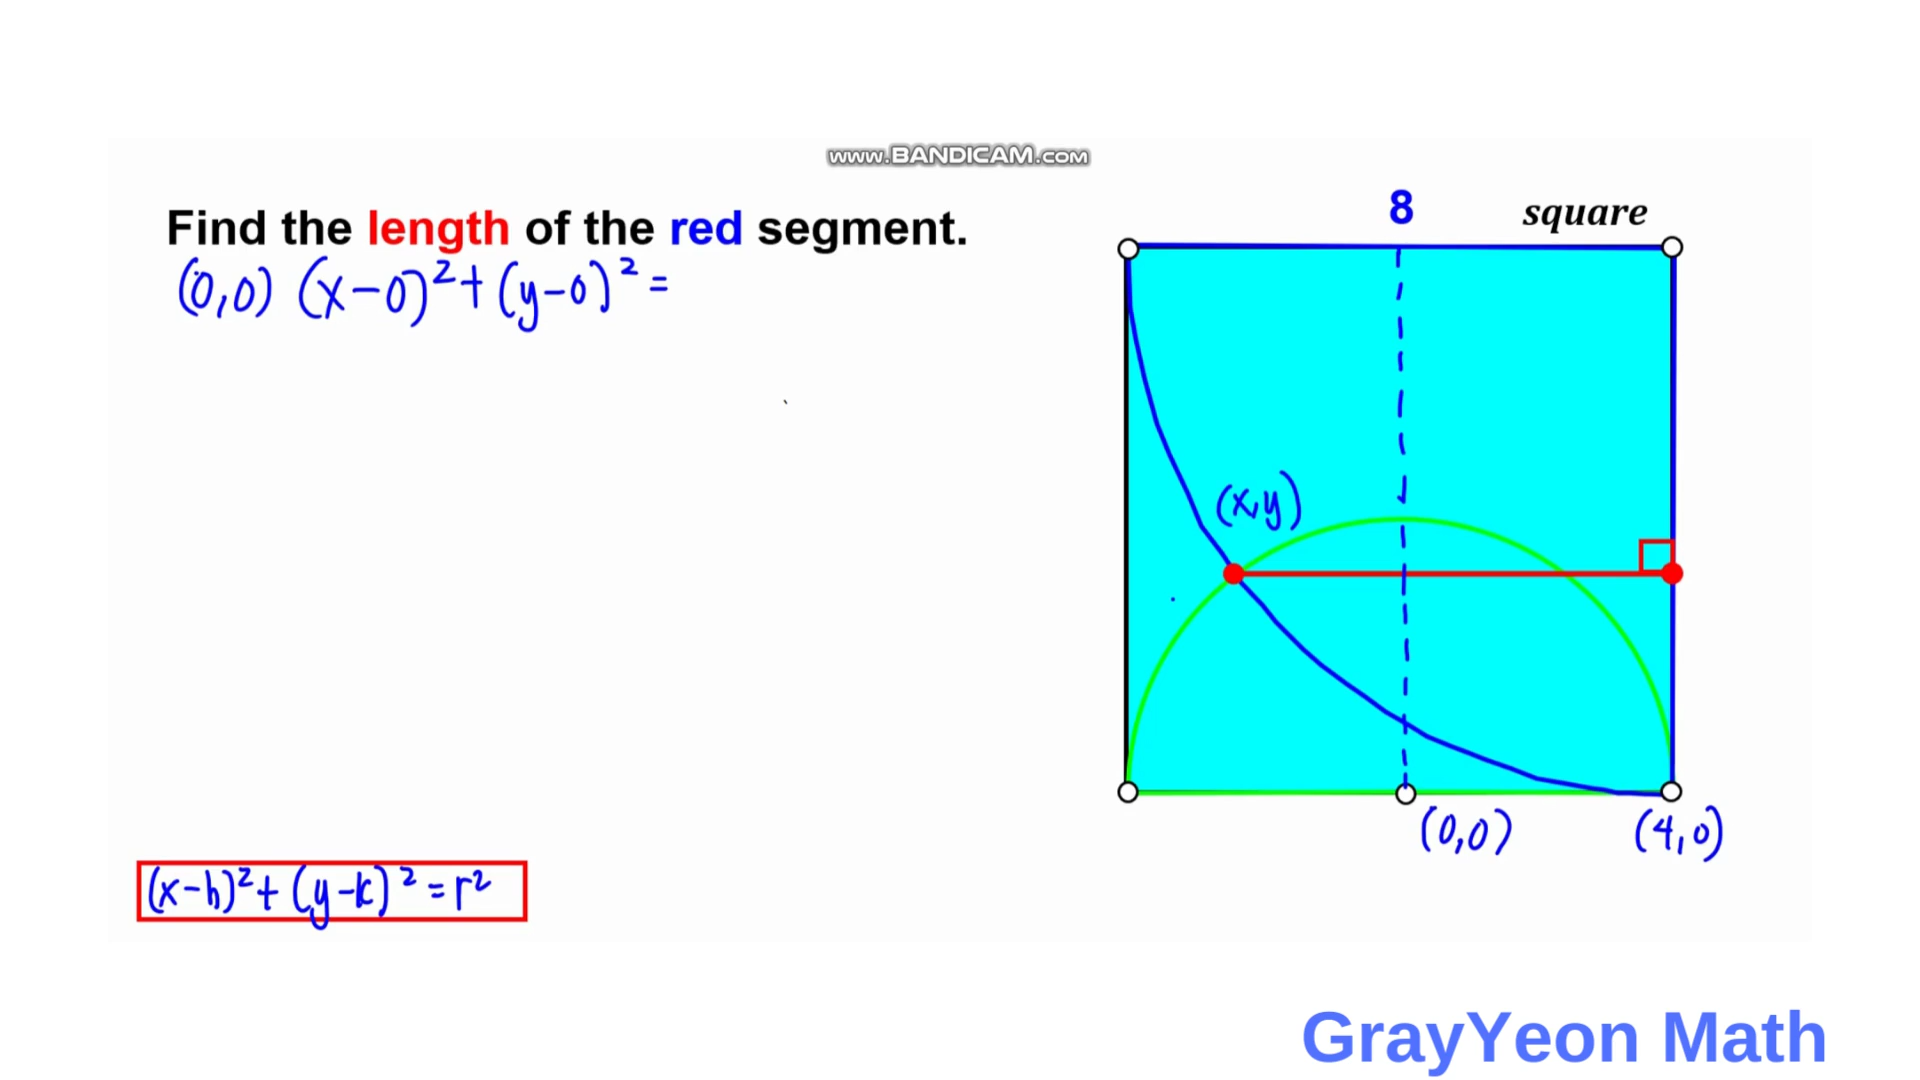 www.BANDICAM.com
8 square
Find the length of the red segment.
(0,0) (x-0)²+(y-0)²=
(x,y)
(0,0) (4,0)
(x-h)²+(y-k)²=r²
GrayYeon Math